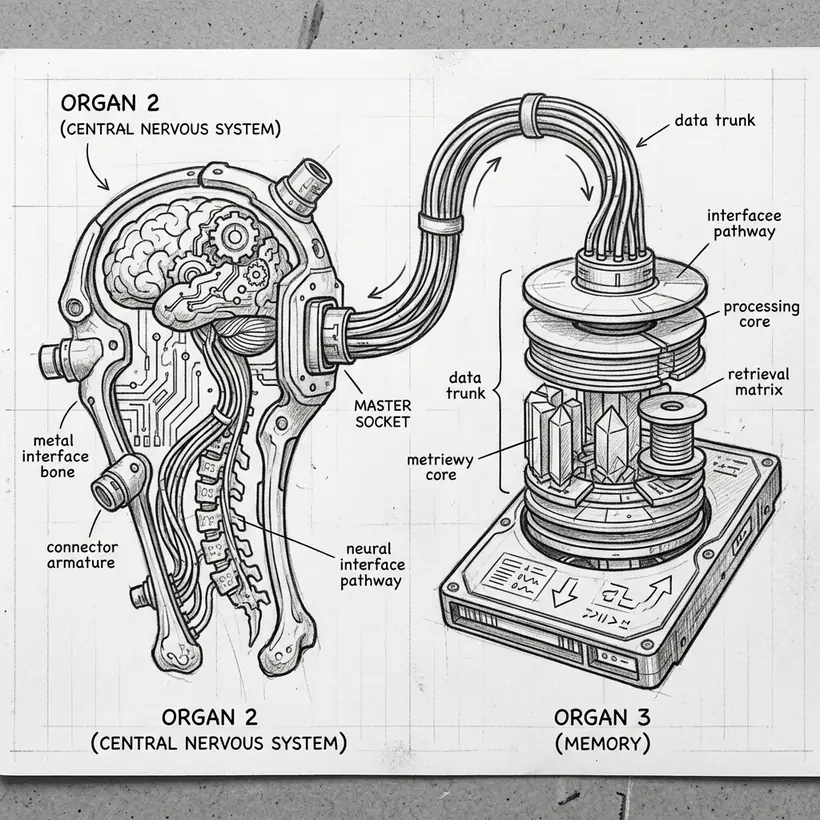 ORGAN 2
(CENTRAL NERVOUS SYSTEM)
data trunk
interfacee
pathway
processing
core
retrieval
matrix
data
trunk
MASTER
SOCKET
metriewy
core
metal
interface
bone
connector
armature
neural
interface
pathway
ORGAN 2
(CENTRAL NERVOUS SYSTEM)
ORGAN 3
(MEMORY)